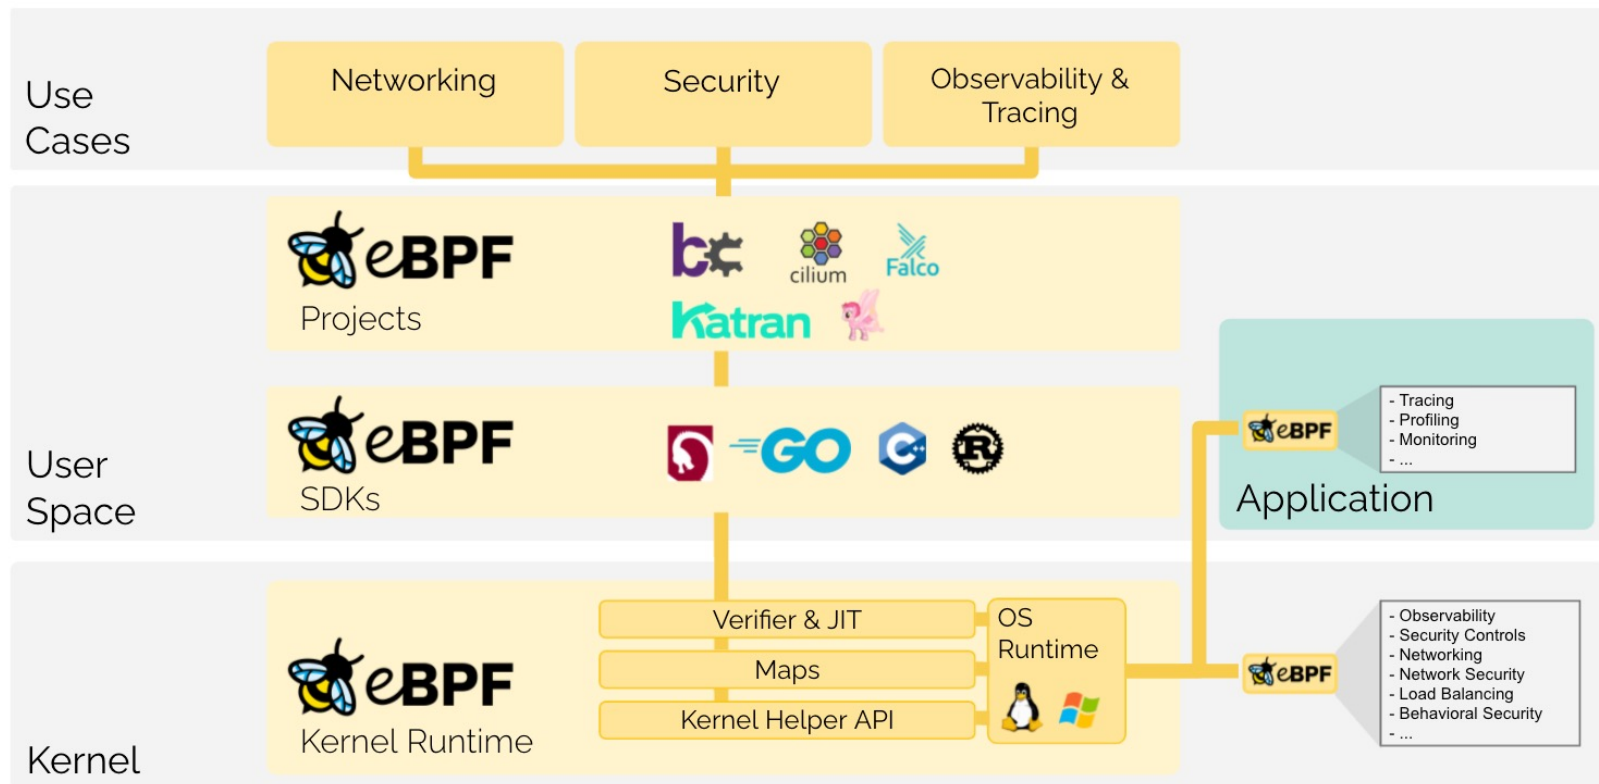 Use
Cases
Networking
Security
Observability &
Tracing
eBPF
Projects
bc
cilium
Falco
Katran
eBPF
SDKs
GO
C++
R
User
Space
eBPF
- Tracing
- Profiling
- Monitoring
- ...
Application
eBPF
Kernel Runtime
Verifier & JIT
Maps
Kernel Helper API
OS
Runtime
eBPF
- Observability
- Security Controls
- Networking
- Network Security
- Load Balancing
- Behavioral Security
- ...
Kernel